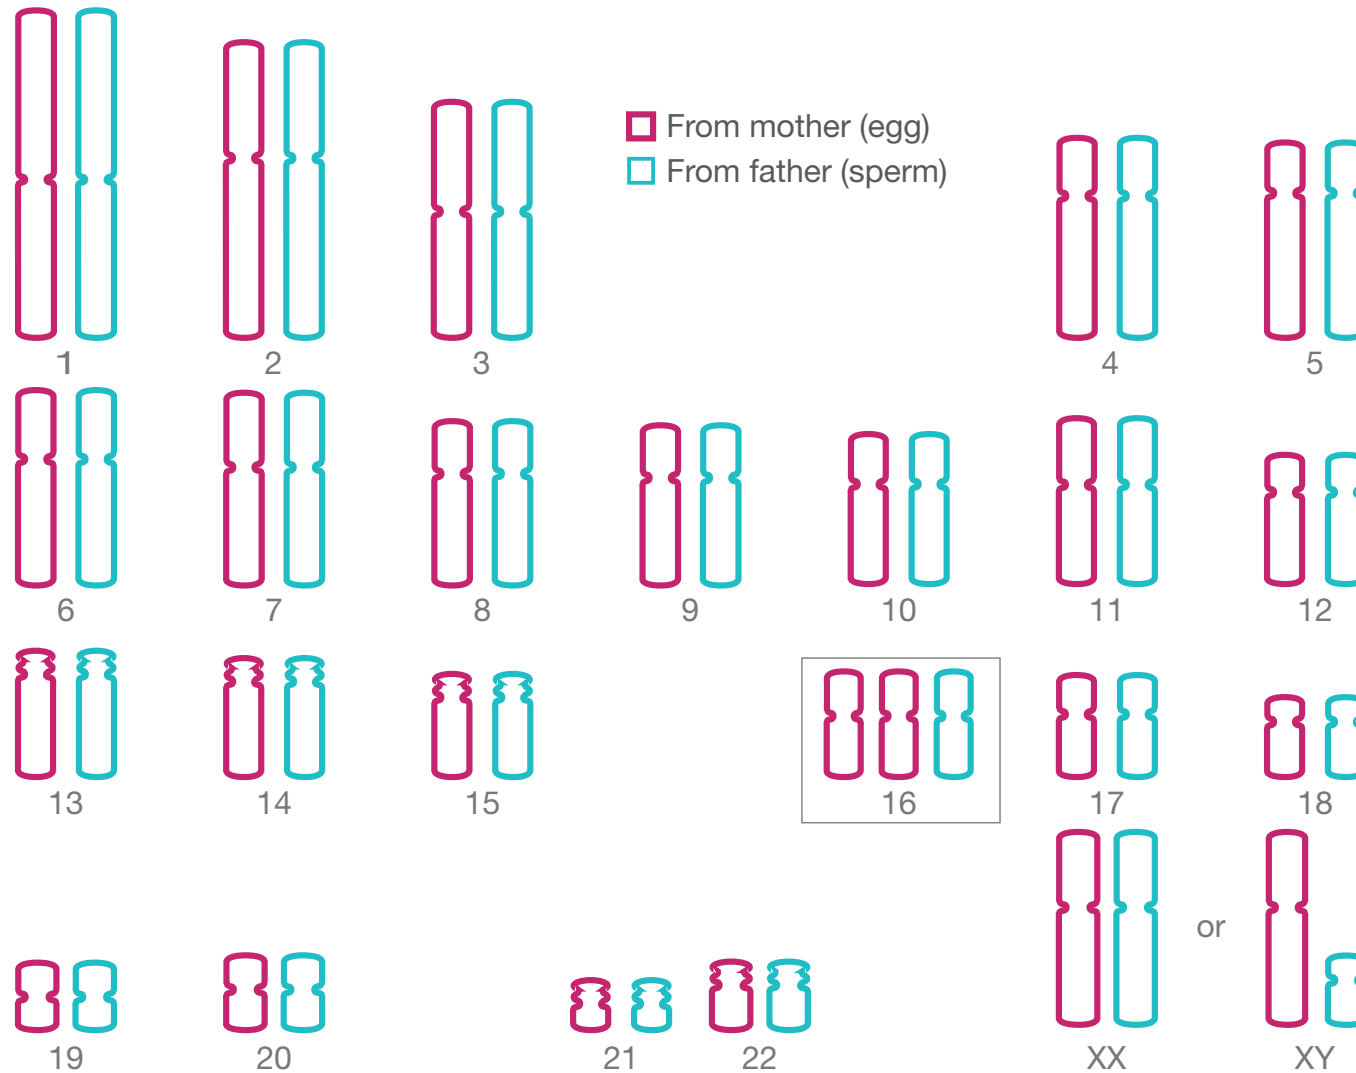 From mother (egg)
From father (sperm)
1 2 3 4 5
6 7 8 9 10 11 12
13 14 15 16 17 18
or
19 20 21 22 XX XY